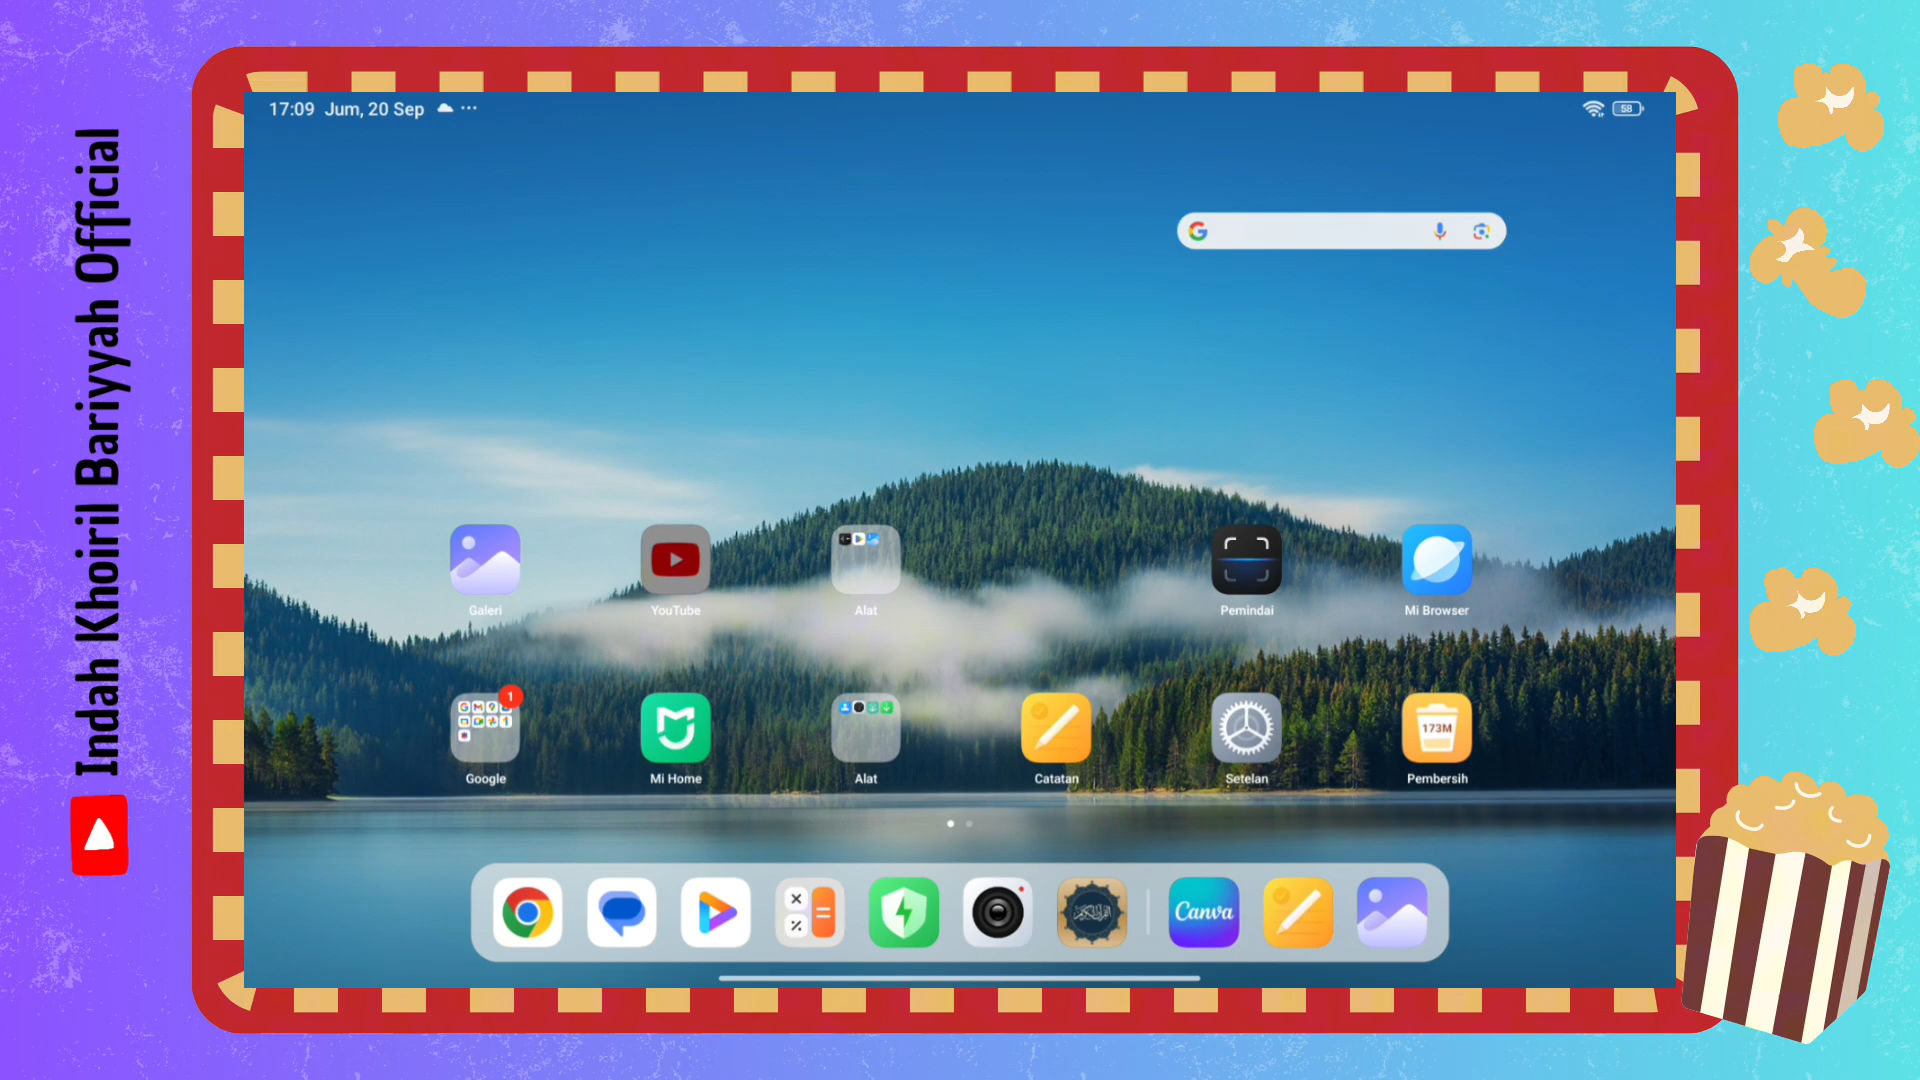 Indah Khoiril Bariyyah Official
17:09 Jum, 20 Sep
58
Galeri
YouTube
Alat
Pemindai
Mi Browser
1
173M
Google
Mi Home
Alat
Catatan
Setelan
Pembersih
Canva